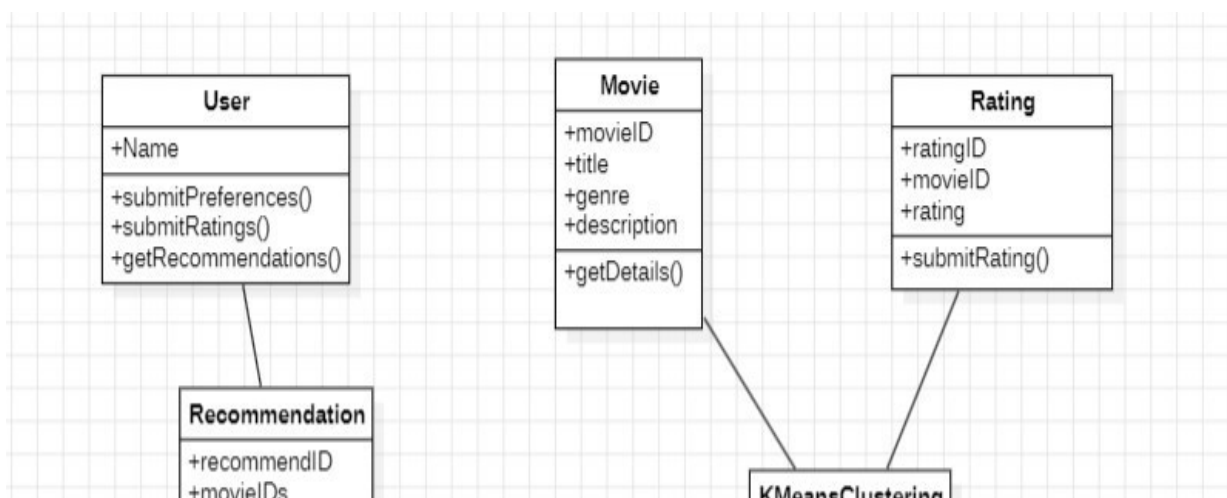 User
+Name
+submitPreferences()
+submitRatings()
+getRecommendations()
Movie
+movieID
+title
+genre
+description
+getDetails()
Rating
+ratingID
+movieID
+rating
+submitRating()
Recommendation
+recommendID
+movieIDs
KMeansClustering